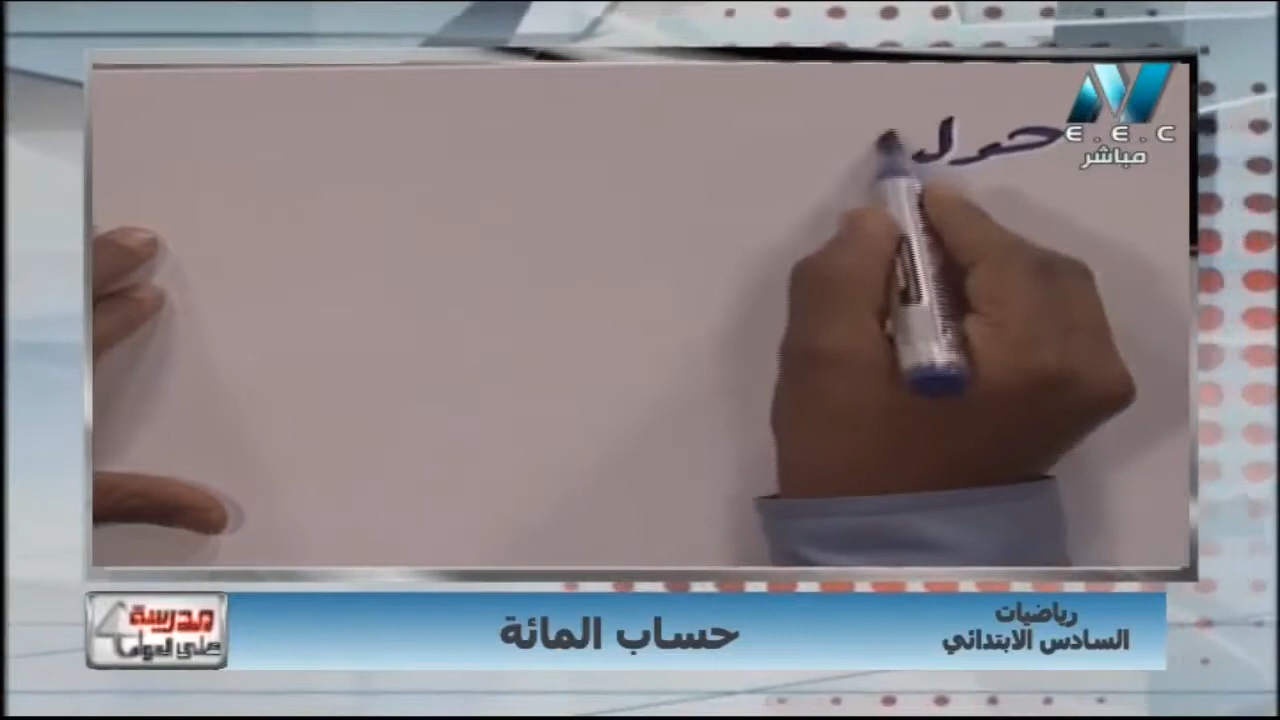 حول
E.E.C
مباشر
رياضيات
السادس الابتدائي
حساب المائة
مدرسة
على الهواء